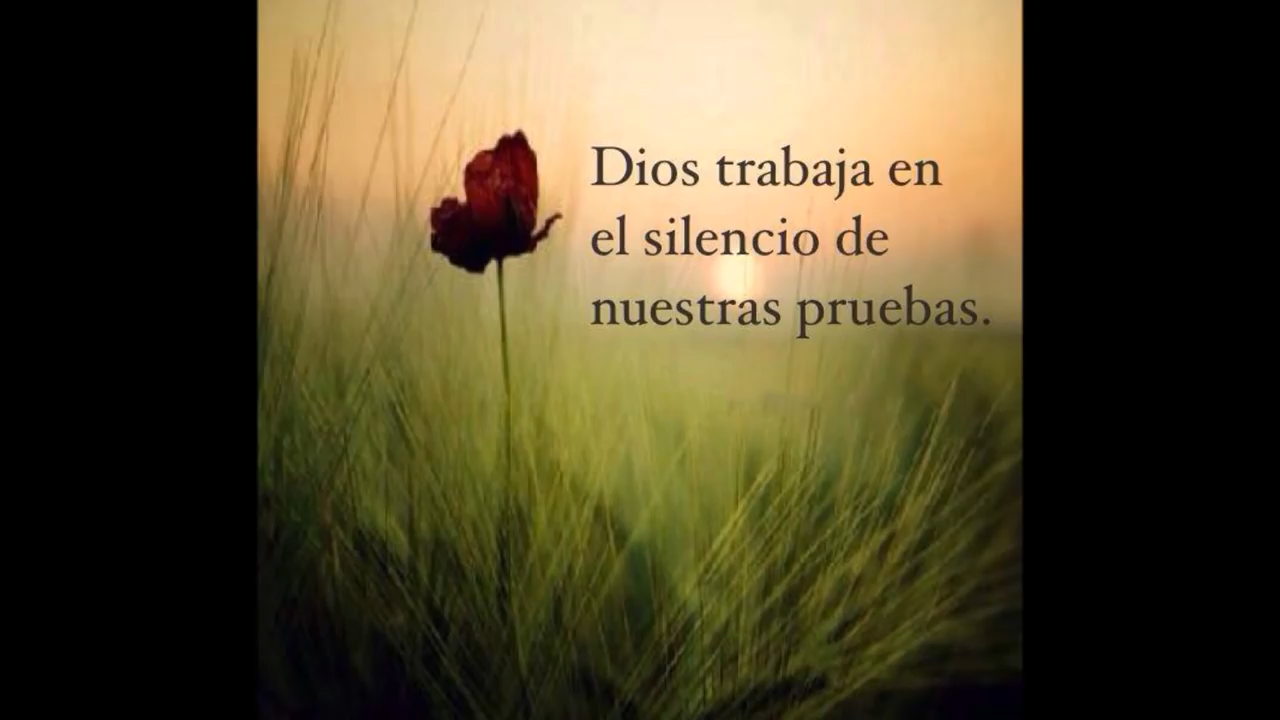 Dios trabaja en
el silencio de
nuestras pruebas.